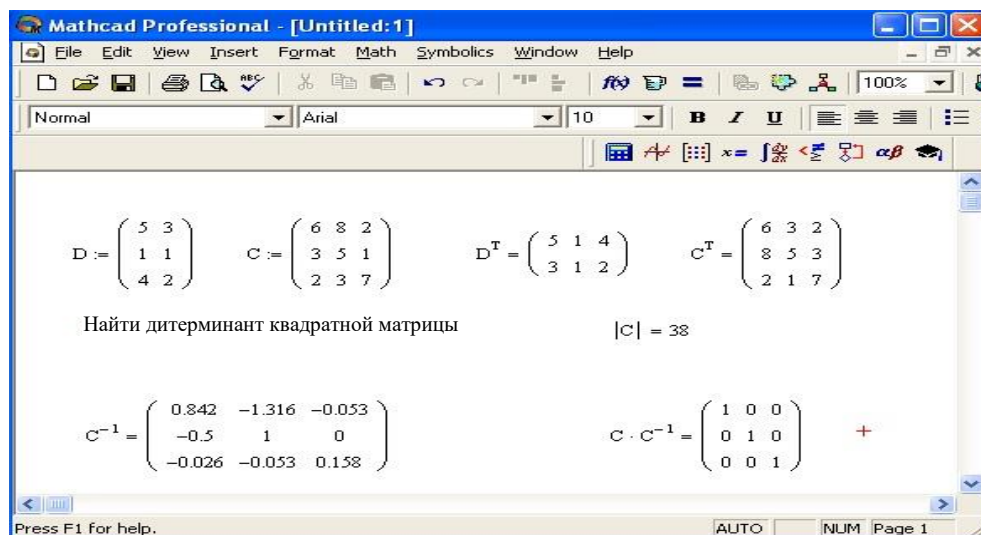 Mathcad Professional - [Untitled:1]
File Edit View Insert Format Math Symbolics Window Help
100%
Normal Arial 10 B I U
D := ( 5 3 ; 1 1 ; 4 2 ) C := ( 6 8 2 ; 3 5 1 ; 2 3 7 ) D^T = ( 5 1 4 ; 3 1 2 ) C^T = ( 6 3 2 ; 8 5 3 ; 2 1 7 )
Найти дитерминант квадратной матрицы |C| = 38
C^-1 = ( 0.842 -1.316 -0.053 ; -0.5 1 0 ; -0.026 -0.053 0.158 ) C · C^-1 = ( 1 0 0 ; 0 1 0 ; 0 0 1 ) +
Press F1 for help. AUTO NUM Page 1